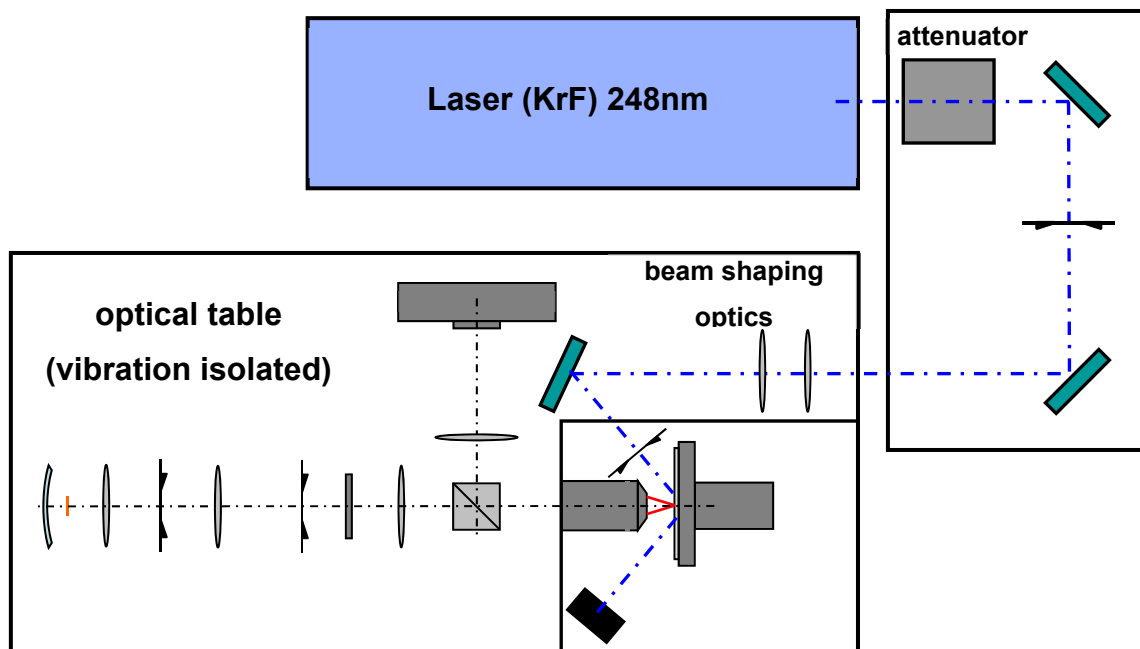 attenuator
Laser (KrF) 248nm
beam shaping
optics
optical table
(vibration isolated)